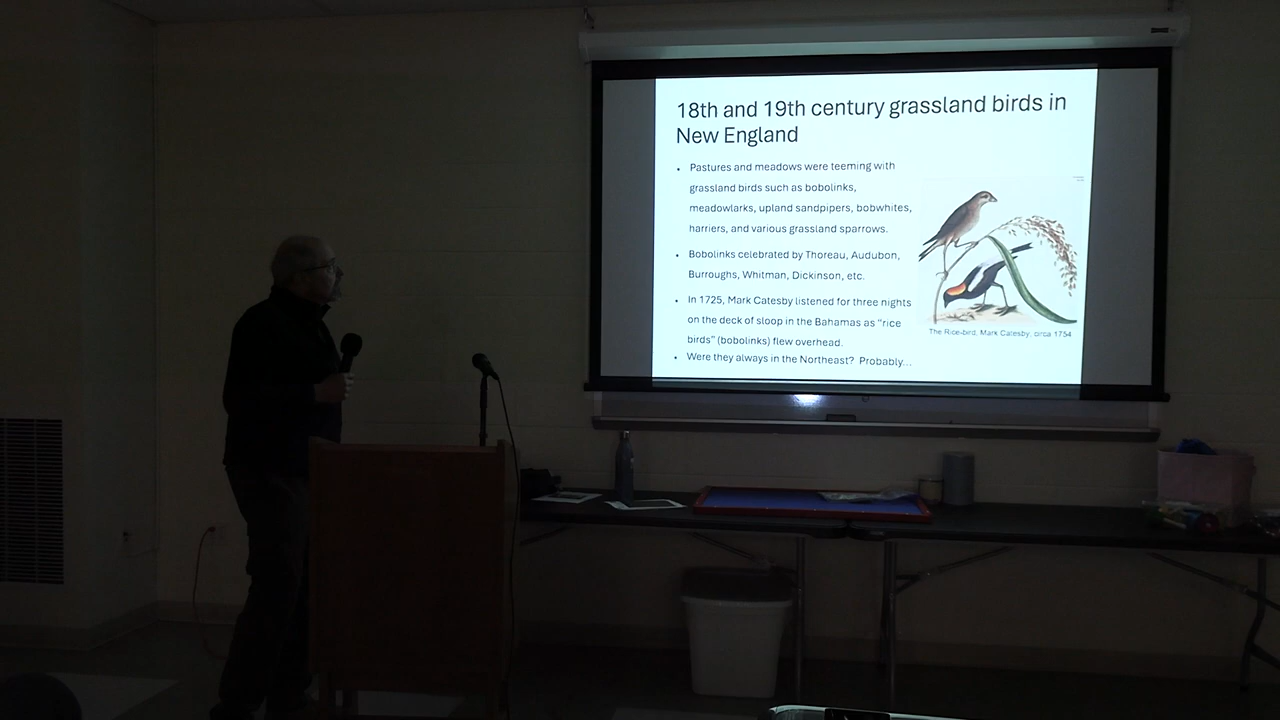 18th and 19th century grassland birds in
New England
• Pastures and meadows were teeming with
grassland birds such as bobolinks,
meadowlarks, upland sandpipers, bobwhites,
harriers, and various grassland sparrows.
• Bobolinks celebrated by Thoreau, Audubon,
Burroughs, Whitman, Dickinson, etc.
• In 1725, Mark Catesby listened for three nights
on the deck of sloop in the Bahamas as “rice
birds” (bobolinks) flew overhead.
• Were they always in the Northeast? Probably...
The Rice-bird, Mark Catesby, circa 1754